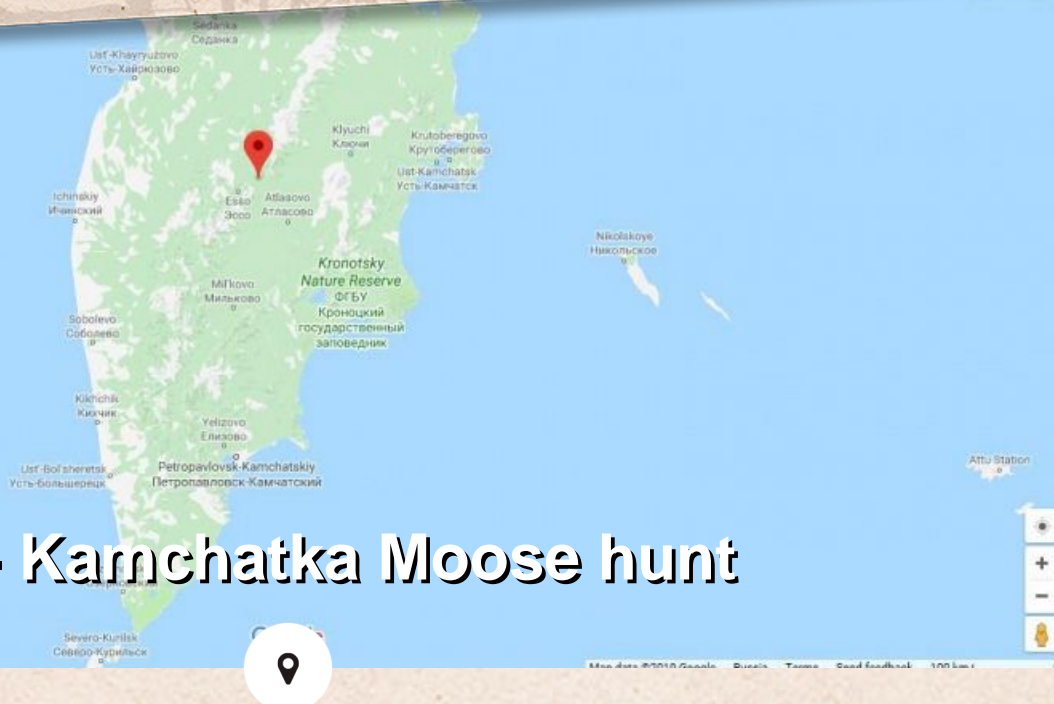 Sedanka
Седанка
Ust'-Khayryuzovo
Усть-Хайрюзово
Klyuchi
Ключи
Krutoberegovo
Крутоберегово
Ust-Kamchatsk
Усть-Камчатск
Ichinskiy
Ичинский
Esso
Эссо
Atlasovo
Атласово
Nikolskoye
Никольское
Kronotsky
Nature Reserve
ФГБУ
Кроноцкий
государственный
заповедник
Mil'kovo
Мильково
Sobolevo
Соболево
Kikhchik
Кихчик
Yelizovo
Елизово
Petropavlovsk-Kamchatskiy
Петропавловск-Камчатский
Ust'-Bol'sheretsk
Усть-Большерецк
Attu Station
- Kamchatka Moose hunt
Severo-Kurilsk
Северо-Курильск
Map data ©2019 Google Russia Terms Send feedback 100 km